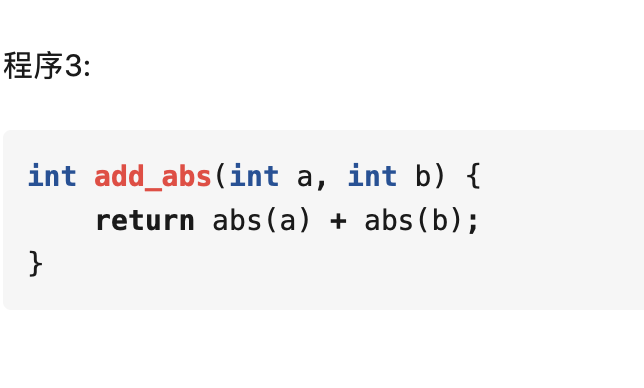 程序3:
int add_abs(int a, int b) {
    return abs(a) + abs(b);
}